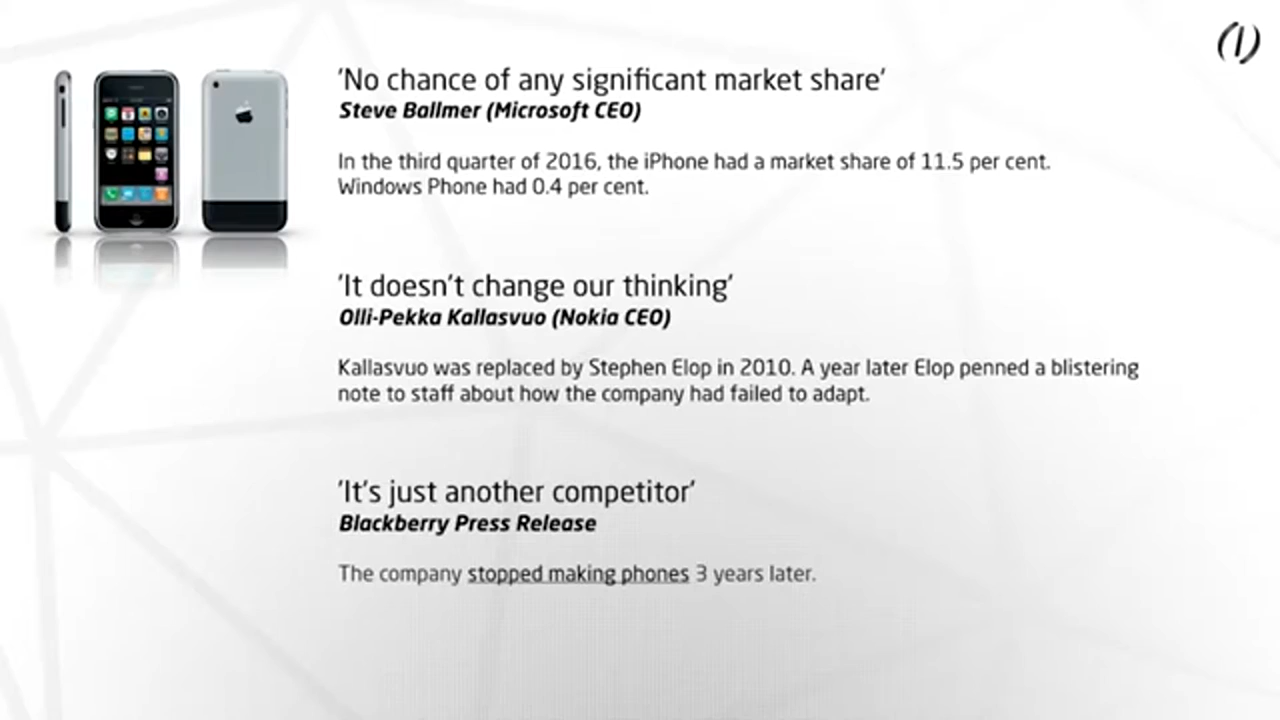 'No chance of any significant market share'
Steve Ballmer (Microsoft CEO)
In the third quarter of 2016, the iPhone had a market share of 11.5 per cent.
Windows Phone had 0.4 per cent.
'It doesn't change our thinking'
Olli-Pekka Kallasvuo (Nokia CEO)
Kallasvuo was replaced by Stephen Elop in 2010. A year later Elop penned a blistering
note to staff about how the company had failed to adapt.
'It's just another competitor'
Blackberry Press Release
The company stopped making phones 3 years later.